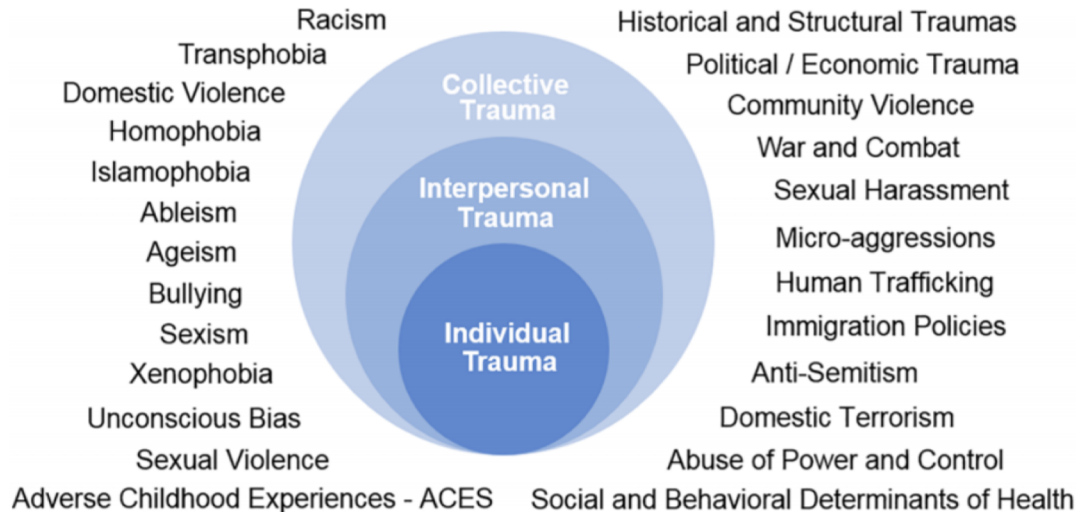 Racism
Transphobia
Domestic Violence
Homophobia
Islamophobia
Ableism
Ageism
Bullying
Sexism
Xenophobia
Unconscious Bias
Sexual Violence
Adverse Childhood Experiences - ACES
Collective
Trauma
Interpersonal
Trauma
Individual
Trauma
Historical and Structural Traumas
Political / Economic Trauma
Community Violence
War and Combat
Sexual Harassment
Micro-aggressions
Human Trafficking
Immigration Policies
Anti-Semitism
Domestic Terrorism
Abuse of Power and Control
Social and Behavioral Determinants of Health